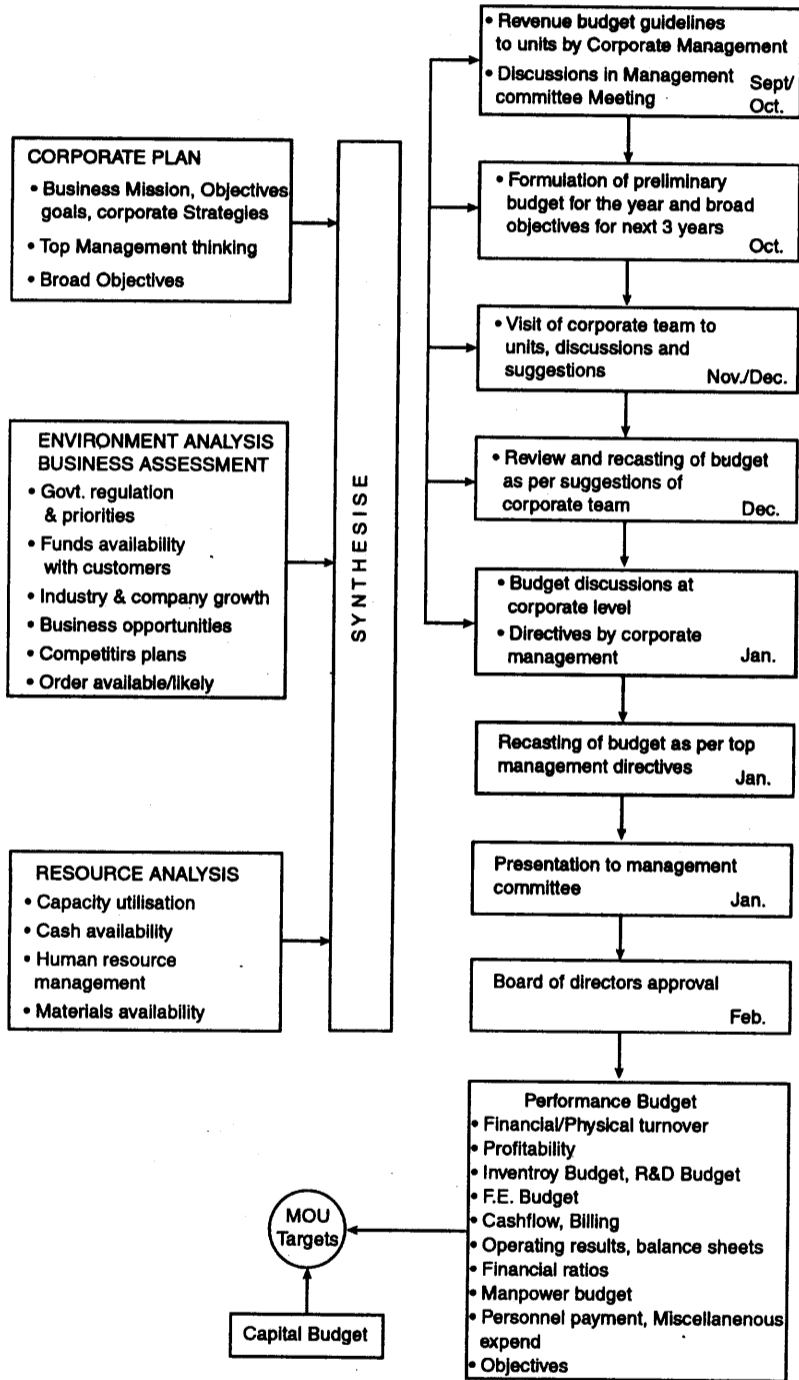 CORPORATE PLAN
• Business Mission, Objectives
goals, corporate Strategies
• Top Management thinking
• Broad Objectives
ENVIRONMENT ANALYSIS
BUSINESS ASSESSMENT
• Govt. regulation
& priorities
• Funds availability
with customers
• Industry & company growth
• Business opportunities
• Competitirs plans
• Order available/likely
RESOURCE ANALYSIS
• Capacity utilisation
• Cash availability
• Human resource
management
• Materials availability
SYNTHESISE
• Revenue budget guidelines
to units by Corporate Management
• Discussions in Management
committee Meeting
Sept/
Oct.
• Formulation of preliminary
budget for the year and broad
objectives for next 3 years
Oct.
• Visit of corporate team to
units, discussions and
suggestions
Nov./Dec.
• Review and recasting of budget
as per suggestions of
corporate team
Dec.
• Budget discussions at
corporate level
• Directives by corporate
management
Jan.
Recasting of budget as per top
management directives
Jan.
Presentation to management
committee
Jan.
Board of directors approval
Feb.
Performance Budget
• Financial/Physical turnover
• Profitability
• Inventroy Budget, R&D Budget
• F.E. Budget
• Cashflow, Billing
• Operating results, balance sheets
• Financial ratios
• Manpower budget
• Personnel payment, Miscellanenous
expend
• Objectives
MOU
Targets
Capital Budget